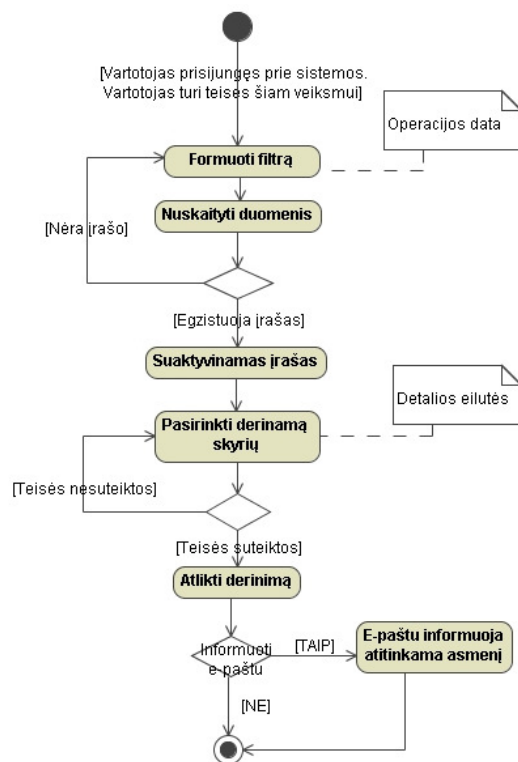 [Vartotojas prisijungęs prie sistemos.
Vartotojas turi teisės šiam veiksmui]
Operacijos data
Formuoti filtrą
Nuskaityti duomenis
[Nėra įrašo]
[Egzistuoja įrašas]
Suaktyvinamas įrašas
Detalios eilutės
Pasirinkti derinamą
skyrių
[Teisės nesuteiktos]
[Teisės suteiktos]
Atlikti derinimą
Informuoti
e-paštu
[TAIP]
E-paštu informuoja
atitinkama asmenį
[NE]